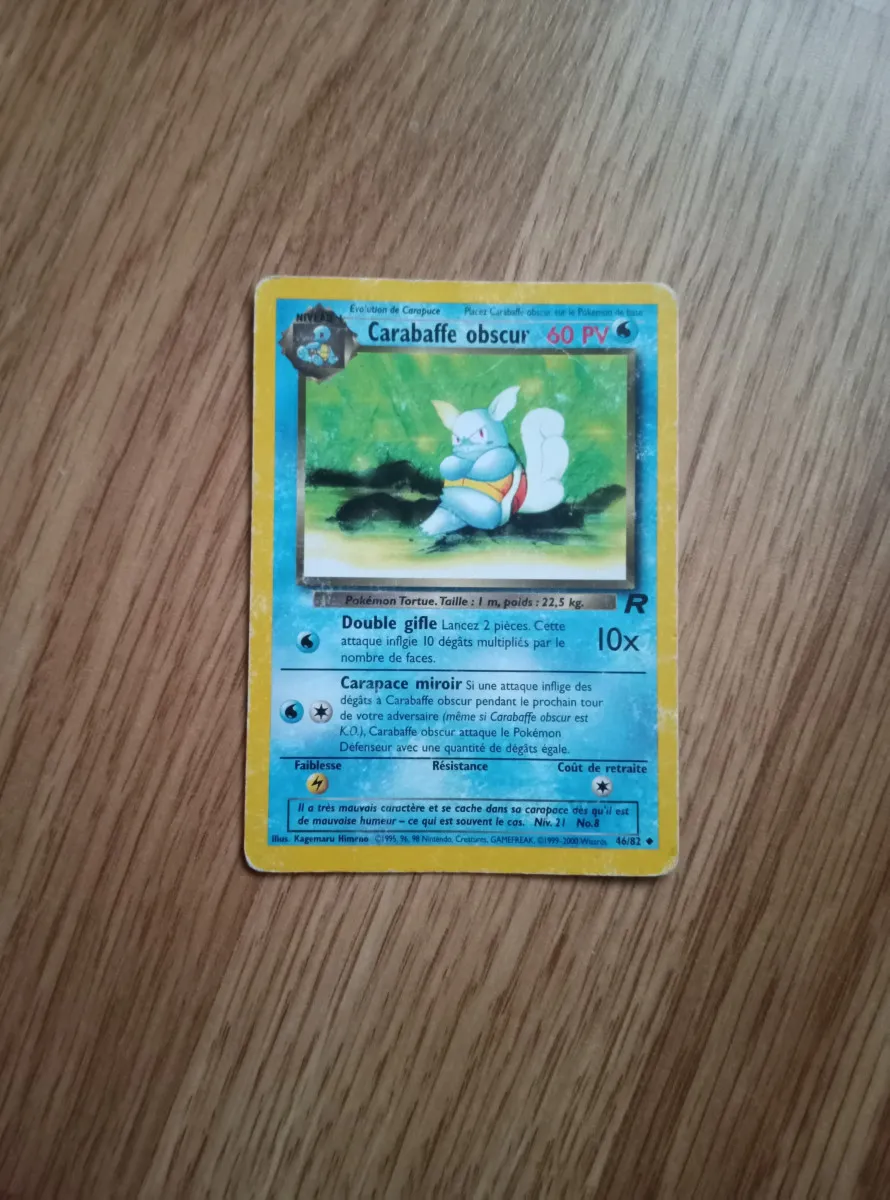 Évolution de Carapuce Placez Carabaffe obscur sur le Pokémon de base
NIVEAU 1
Carabaffe obscur 60 PV
Pokémon Tortue. Taille : 1 m, poids : 22,5 kg.
R
Double gifle Lancez 2 pièces. Cette
attaque inflgie 10 dégâts multipliés par le
nombre de faces.
10x
Carapace miroir Si une attaque inflige des
dégâts à Carabaffe obscur pendant le prochain tour
de votre adversaire (même si Carabaffe obscur est
K.O.), Carabaffe obscur attaque le Pokémon
Défenseur avec une quantité de dégâts égale.
Faiblesse Résistance Coût de retraite
Il a très mauvais caractère et se cache dans sa carapace dès qu'il est
de mauvaise humeur – ce qui est souvent le cas. Niv. 21 No.8
Illus. Kagemaru Himeno ©1995, 96, 98 Nintendo, Creatures, GAMEFREAK. ©1999-2000 Wizards. 46/82